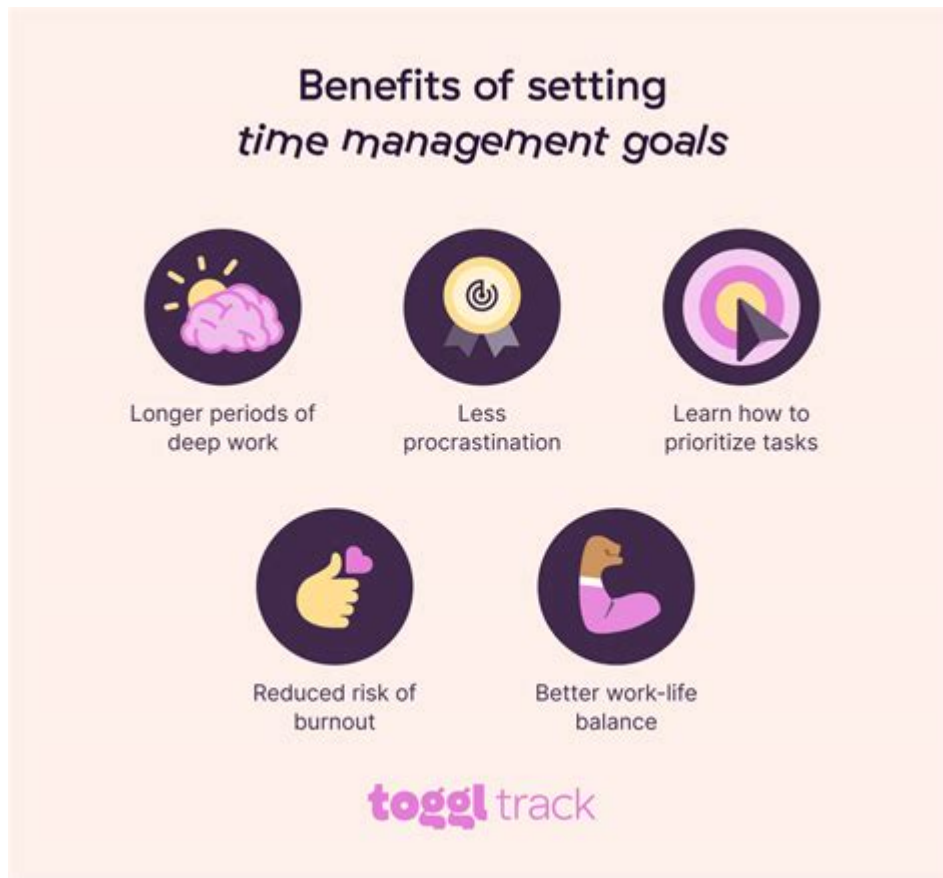 Benefits of setting
time management goals
Longer periods of
deep work
Less
procrastination
Learn how to
prioritize tasks
Reduced risk of
burnout
Better work-life
balance
toggl track